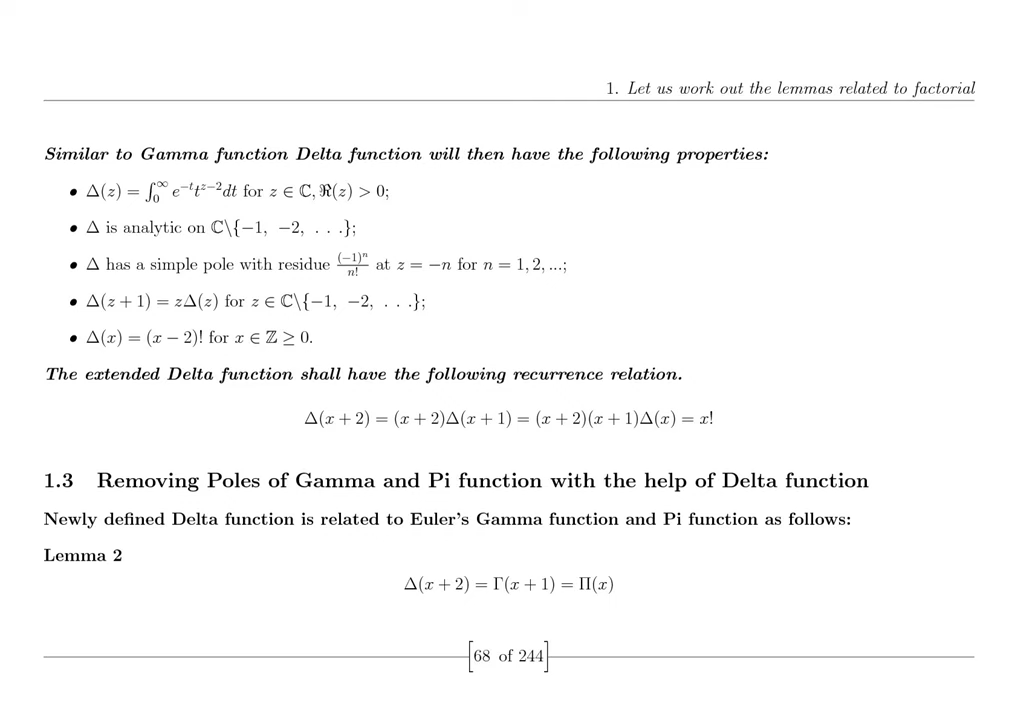 1. Let us work out the lemmas related to factorial
Similar to Gamma function Delta function will then have the following properties:
• Δ(z) = ∫₀^∞ e^{−t}t^{z−2}dt for z ∈ ℂ, ℜ(z) > 0;
• Δ is analytic on ℂ\{−1, −2, . . .};
• Δ has a simple pole with residue (−1)^n/n! at z = −n for n = 1, 2, ...;
• Δ(z + 1) = zΔ(z) for z ∈ ℂ\{−1, −2, . . .};
• Δ(x) = (x − 2)! for x ∈ ℤ ≥ 0.
The extended Delta function shall have the following recurrence relation.
Δ(x + 2) = (x + 2)Δ(x + 1) = (x + 2)(x + 1)Δ(x) = x!
1.3 Removing Poles of Gamma and Pi function with the help of Delta function
Newly defined Delta function is related to Euler's Gamma function and Pi function as follows:
Lemma 2
Δ(x + 2) = Γ(x + 1) = Π(x)
[68 of 244]